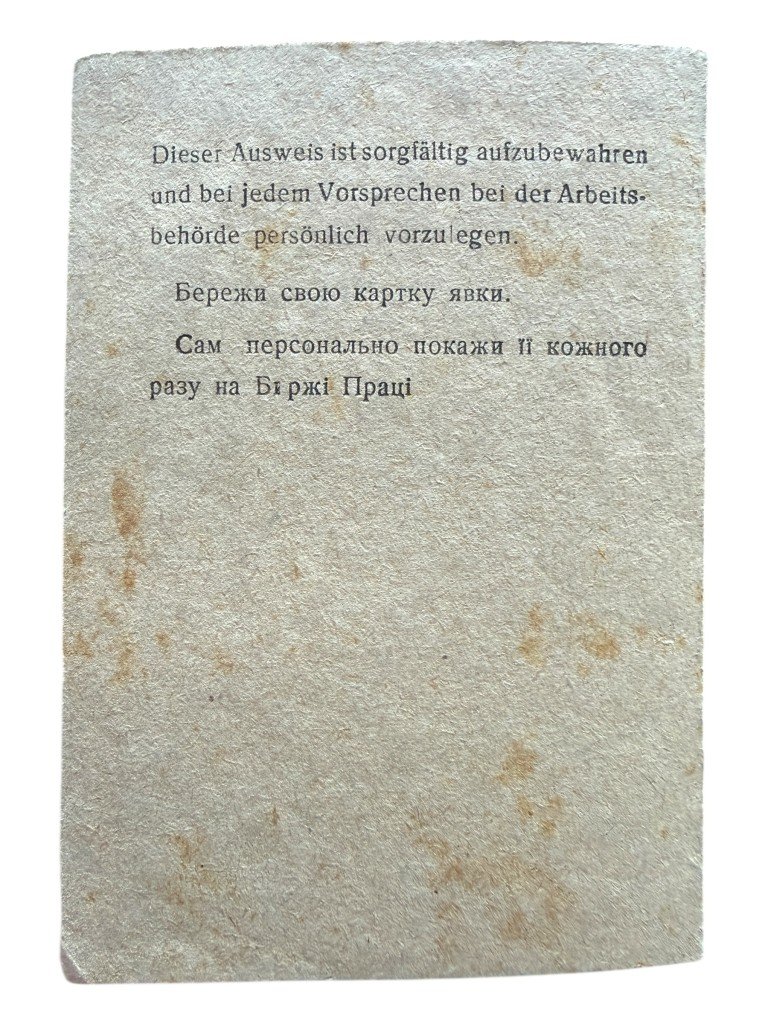 Dieser Ausweis ist sorgfältig aufzubewahren
und bei jedem Vorsprechen bei der Arbeits-
behörde persönlich vorzulegen.
Бережи свою картку явки.
Сам персонально покажи її кожного
разу на Біржі Праці